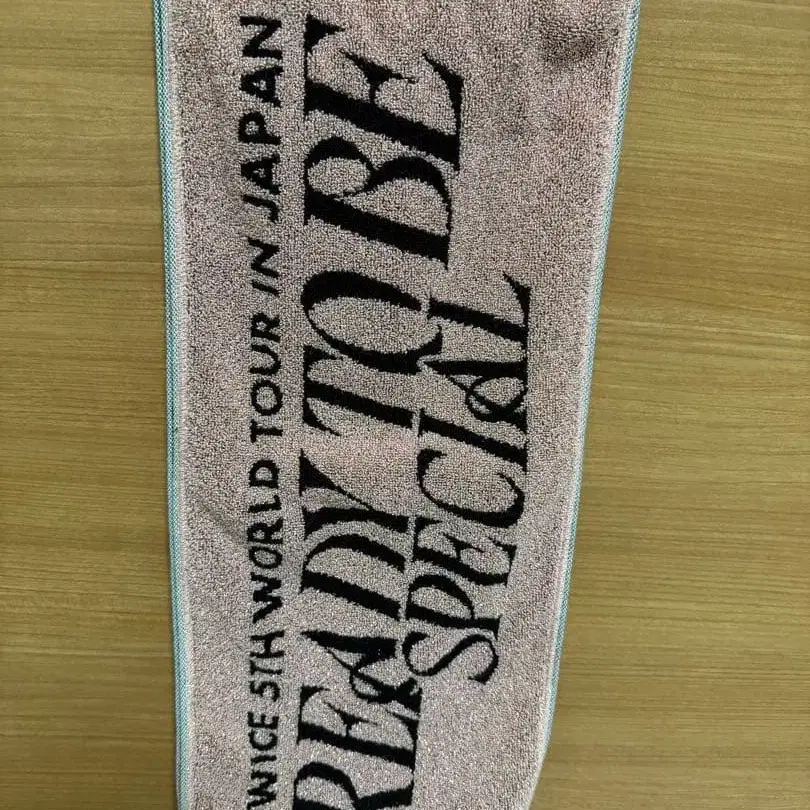 WICE 5TH WORLD TOUR IN JAPAN
READY TO BE
SPECIAL